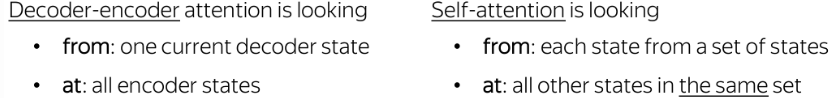 Decoder-encoder attention is looking
• from: one current decoder state
• at: all encoder states
Self-attention is looking
• from: each state from a set of states
• at: all other states in the same set